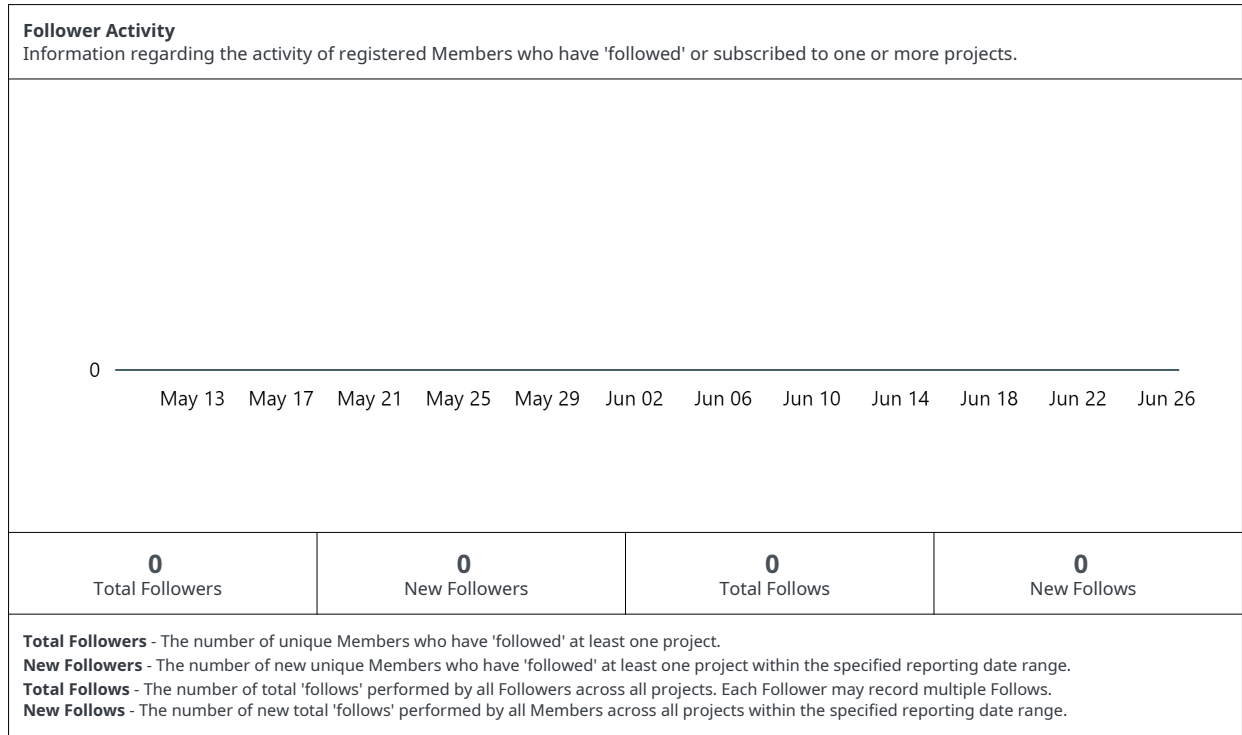 Follower Activity
Information regarding the activity of registered Members who have 'followed' or subscribed to one or more projects.
0
May 13 May 17 May 21 May 25 May 29 Jun 02 Jun 06 Jun 10 Jun 14 Jun 18 Jun 22 Jun 26
0 0 0 0
Total Followers New Followers Total Follows New Follows
Total Followers - The number of unique Members who have 'followed' at least one project.
New Followers - The number of new unique Members who have 'followed' at least one project within the specified reporting date range.
Total Follows - The number of total 'follows' performed by all Followers across all projects. Each Follower may record multiple Follows.
New Follows - The number of new total 'follows' performed by all Members across all projects within the specified reporting date range.